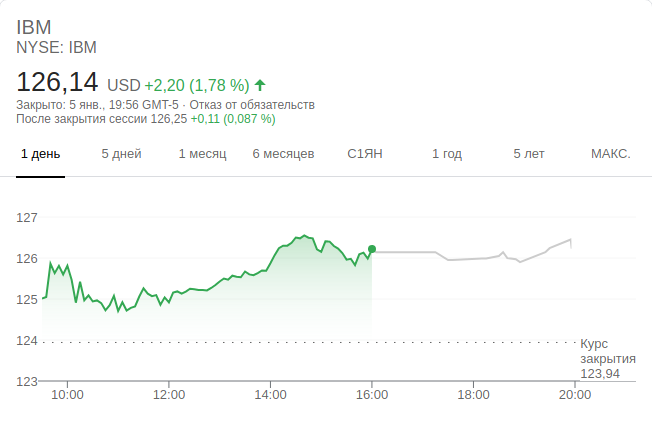 IBM
NYSE: IBM
126,14 USD +2,20 (1,78 %)
Закрыто: 5 янв., 19:56 GMT-5 · Отказ от обязательств
После закрытия сессии 126,25 +0,11 (0,087 %)
1 день 5 дней 1 месяц 6 месяцев С1ЯН 1 год 5 лет МАКС.
127
126
125
124
Курс
закрытия
123,94
123
10:00 12:00 14:00 16:00 18:00 20:00